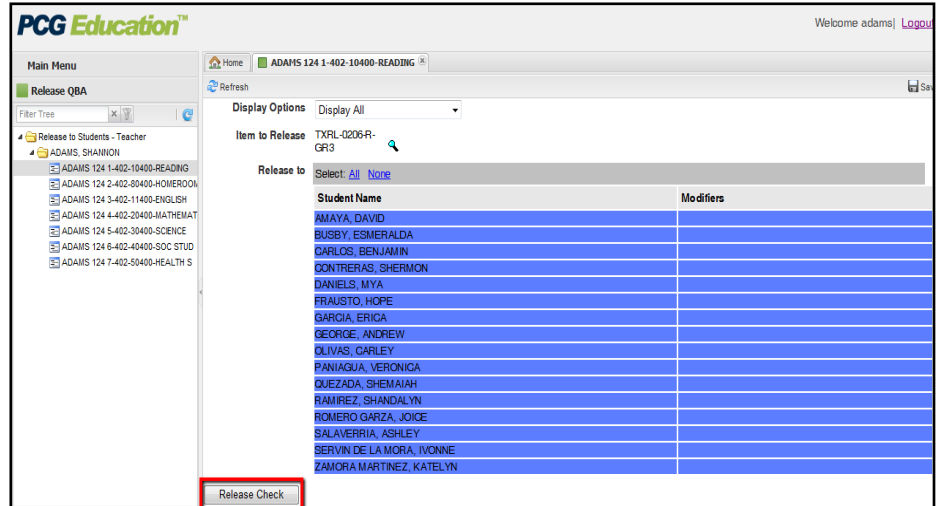 PCG Education™
Welcome adams| Logout
Main Menu
Release QBA
Filter Tree
Release to Students - Teacher
ADAMS, SHANNON
ADAMS 124 1-402-10400-READING
ADAMS 124 2-402-80400-HOMEROOM
ADAMS 124 3-402-11400-ENGLISH
ADAMS 124 4-402-20400-MATHEMAT
ADAMS 124 5-402-30400-SCIENCE
ADAMS 124 6-402-40400-SOC STUD
ADAMS 124 7-402-50400-HEALTH S
Home
ADAMS 124 1-402-10400-READING
Refresh
Sav
Display Options Display All
Item to Release TXRL-0206-R-
GR3
Release to Select: All None
Student Name Modifiers
AMAYA, DAVID
BUSBY, ESMERALDA
CARLOS, BENJAMIN
CONTRERAS, SHERMON
DANIELS, MYA
FRAUSTO, HOPE
GARCIA, ERICA
GEORGE, ANDREW
OLIVAS, CARLEY
PANIAGUA, VERONICA
QUEZADA, SHEMAIAH
RAMIREZ, SHANDALYN
ROMERO GARZA, JOICE
SALAVERRIA, ASHLEY
SERVIN DE LA MORA, IVONNE
ZAMORA MARTINEZ, KATELYN
Release Check